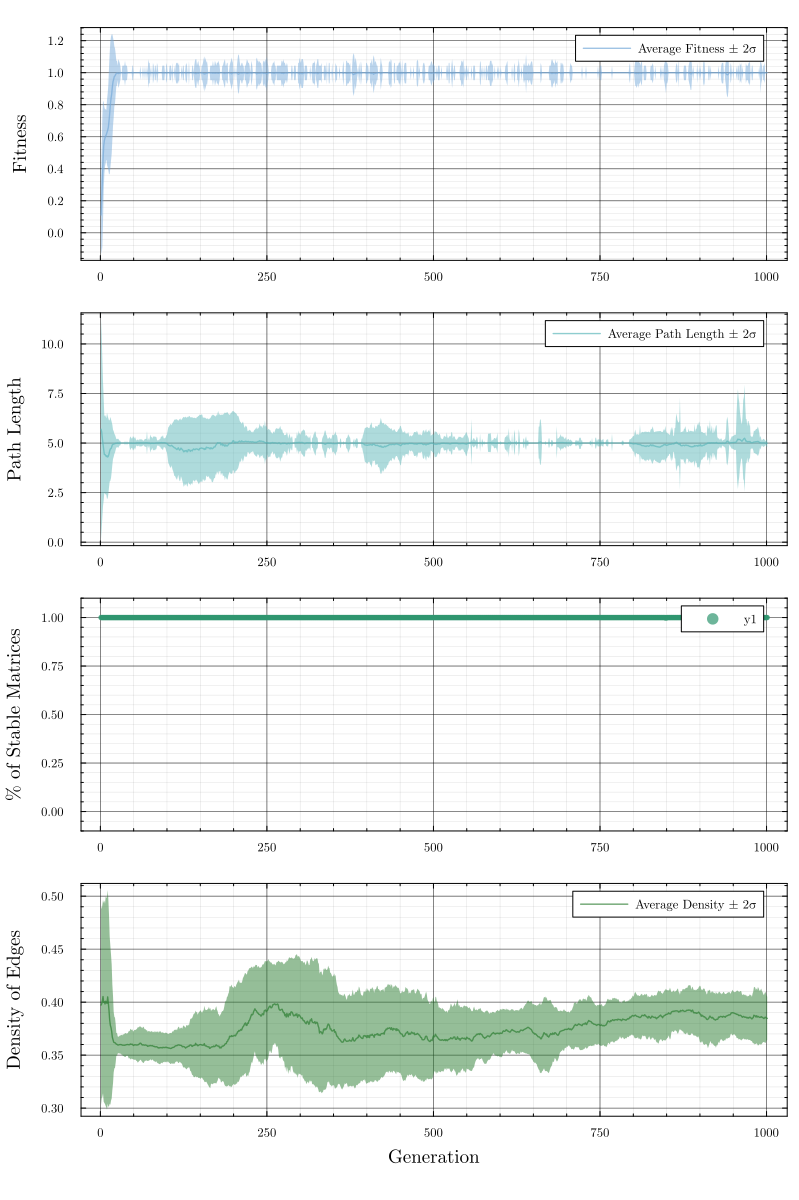 Average Fitness ± 2σ
1.2
1.0
0.8
0.6
0.4
0.2
0.0
Fitness
0 250 500 750 1000
Average Path Length ± 2σ
10.0
7.5
5.0
2.5
0.0
Path Length
0 250 500 750 1000
y1
1.00
0.75
0.50
0.25
0.00
% of Stable Matrices
0 250 500 750 1000
Average Density ± 2σ
0.50
0.45
0.40
0.35
0.30
Density of Edges
0 250 500 750 1000
Generation